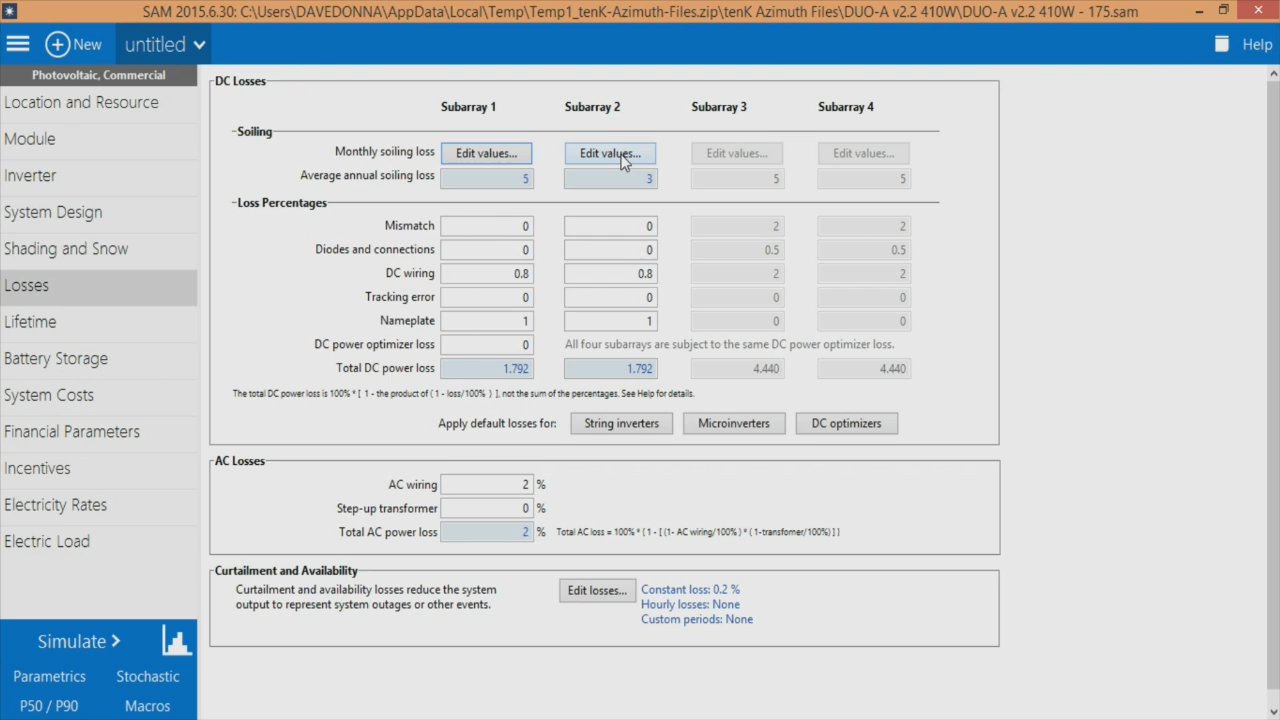 SAM 2015.6.30: C:\Users\DAVEDONNA\AppData\Local\Temp\Temp1_tenK-Azimuth-Files.zip\tenK Azimuth Files\DUO-A v2.2 410W\DUO-A v2.2 410W - 175.sam
New untitled Help
Photovoltaic, Commercial
Location and Resource
Module
Inverter
System Design
Shading and Snow
Losses
Lifetime
Battery Storage
System Costs
Financial Parameters
Incentives
Electricity Rates
Electric Load
Simulate >
Parametrics Stochastic
P50 / P90 Macros
DC Losses
Subarray 1 Subarray 2 Subarray 3 Subarray 4
Soiling
Monthly soiling loss Edit values... Edit values... Edit values... Edit values...
Average annual soiling loss 5 3 5 5
Loss Percentages
Mismatch 0 0 2 2
Diodes and connections 0 0 0.5 0.5
DC wiring 0.8 0.8 2 2
Tracking error 0 0 0 0
Nameplate 1 1 0 0
DC power optimizer loss 0 All four subarrays are subject to the same DC power optimizer loss.
Total DC power loss 1.792 1.792 4.440 4.440
The total DC power loss is 100% * [ 1 - the product of ( 1 - loss/100% ) ], not the sum of the percentages. See Help for details.
Apply default losses for: String inverters Microinverters DC optimizers
AC Losses
AC wiring 2 %
Step-up transformer 0 %
Total AC power loss 2 % Total AC loss = 100% * ( 1 - [ (1- AC wiring/100% ) * ( 1-transfomer/100%) ] )
Curtailment and Availability
Curtailment and availability losses reduce the system
output to represent system outages or other events.
Edit losses...
Constant loss: 0.2 %
Hourly losses: None
Custom periods: None